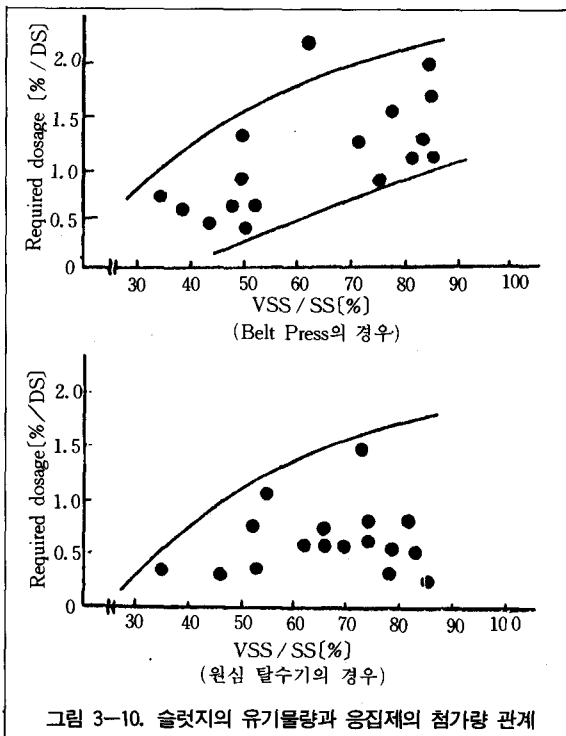 Required dosage [% / DS]
2.0
1.5
1.0
0.5
0
30 40 50 60 70 80 90 100
VSS / SS[%]
(Belt Press의 경우)
Required dosage[%/DS]
2.0
1.5
1.0
0.5
0
30 40 50 60 70 80 90 100
VSS / SS[%]
(원심 탈수기의 경우)
그림 3-10. 슬럿지의 유기물량과 응집제의 첨가량 관계